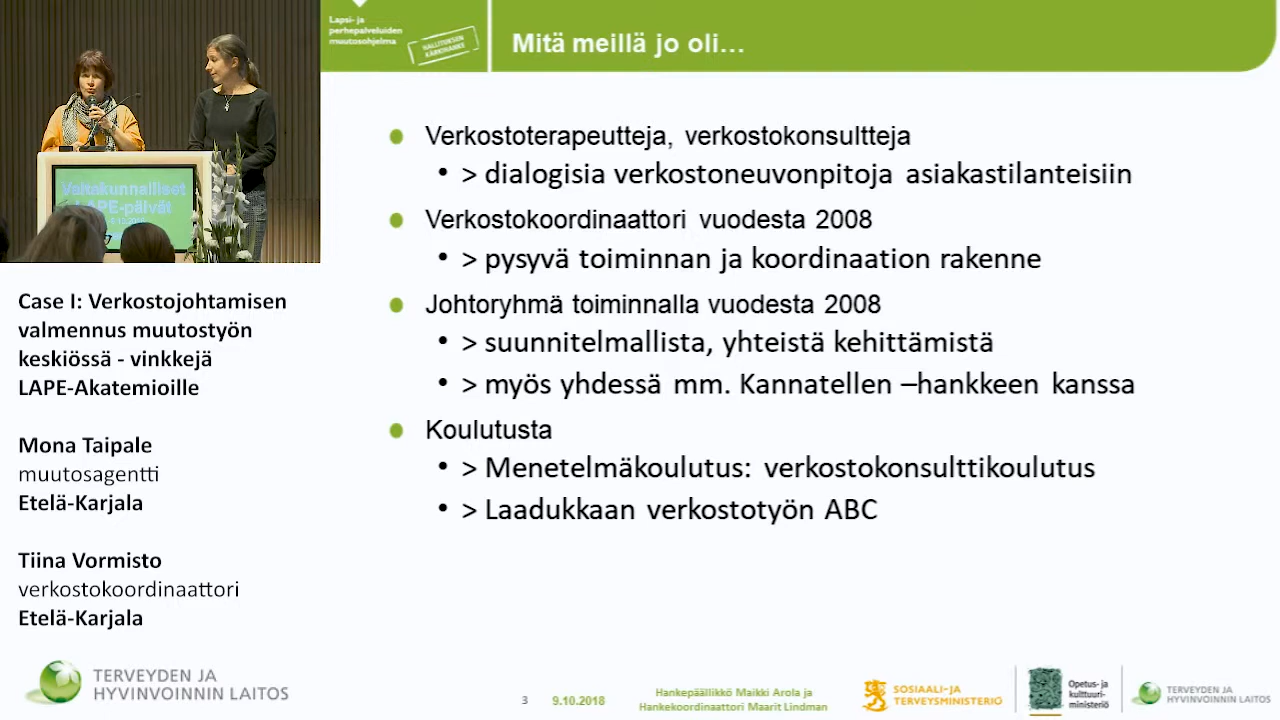 Lapsi- ja
perhepalveluiden
muutosohjelma
HALLITUKSEN
KÄRKIHANKE
Mitä meillä jo oli...
Verkostoterapeutteja, verkostokonsultteja
> dialogisia verkostoneuvonpitoja asiakastilanteisiin
Verkostokoordinaattori vuodesta 2008
> pysyvä toiminnan ja koordinaation rakenne
Johtoryhmä toiminnalla vuodesta 2008
> suunnitelmallista, yhteistä kehittämistä
> myös yhdessä mm. Kannatellen –hankkeen kanssa
Koulutusta
> Menetelmäkoulutus: verkostokonsulttikoulutus
> Laadukkaan verkostotyön ABC
Valtakunnalliset
LAPE-päivät
Case I: Verkostojohtamisen
valmennus muutostyön
keskiössä - vinkkejä
LAPE-Akatemioille
Mona Taipale
muutosagentti
Etelä-Karjala
Tiina Vormisto
verkostokoordinaattori
Etelä-Karjala
TERVEYDEN JA
HYVINVOINNIN LAITOS
3
9.10.2018
Hankepäällikkö Maikki Arola ja
Hankekoordinaattori Maarit Lindman
SOSIAALI- JA
TERVEYSMINISTERIÖ
Opetus- ja
kulttuuri-
ministeriö
TERVEYDEN JA
HYVINVOINNIN LAITOS